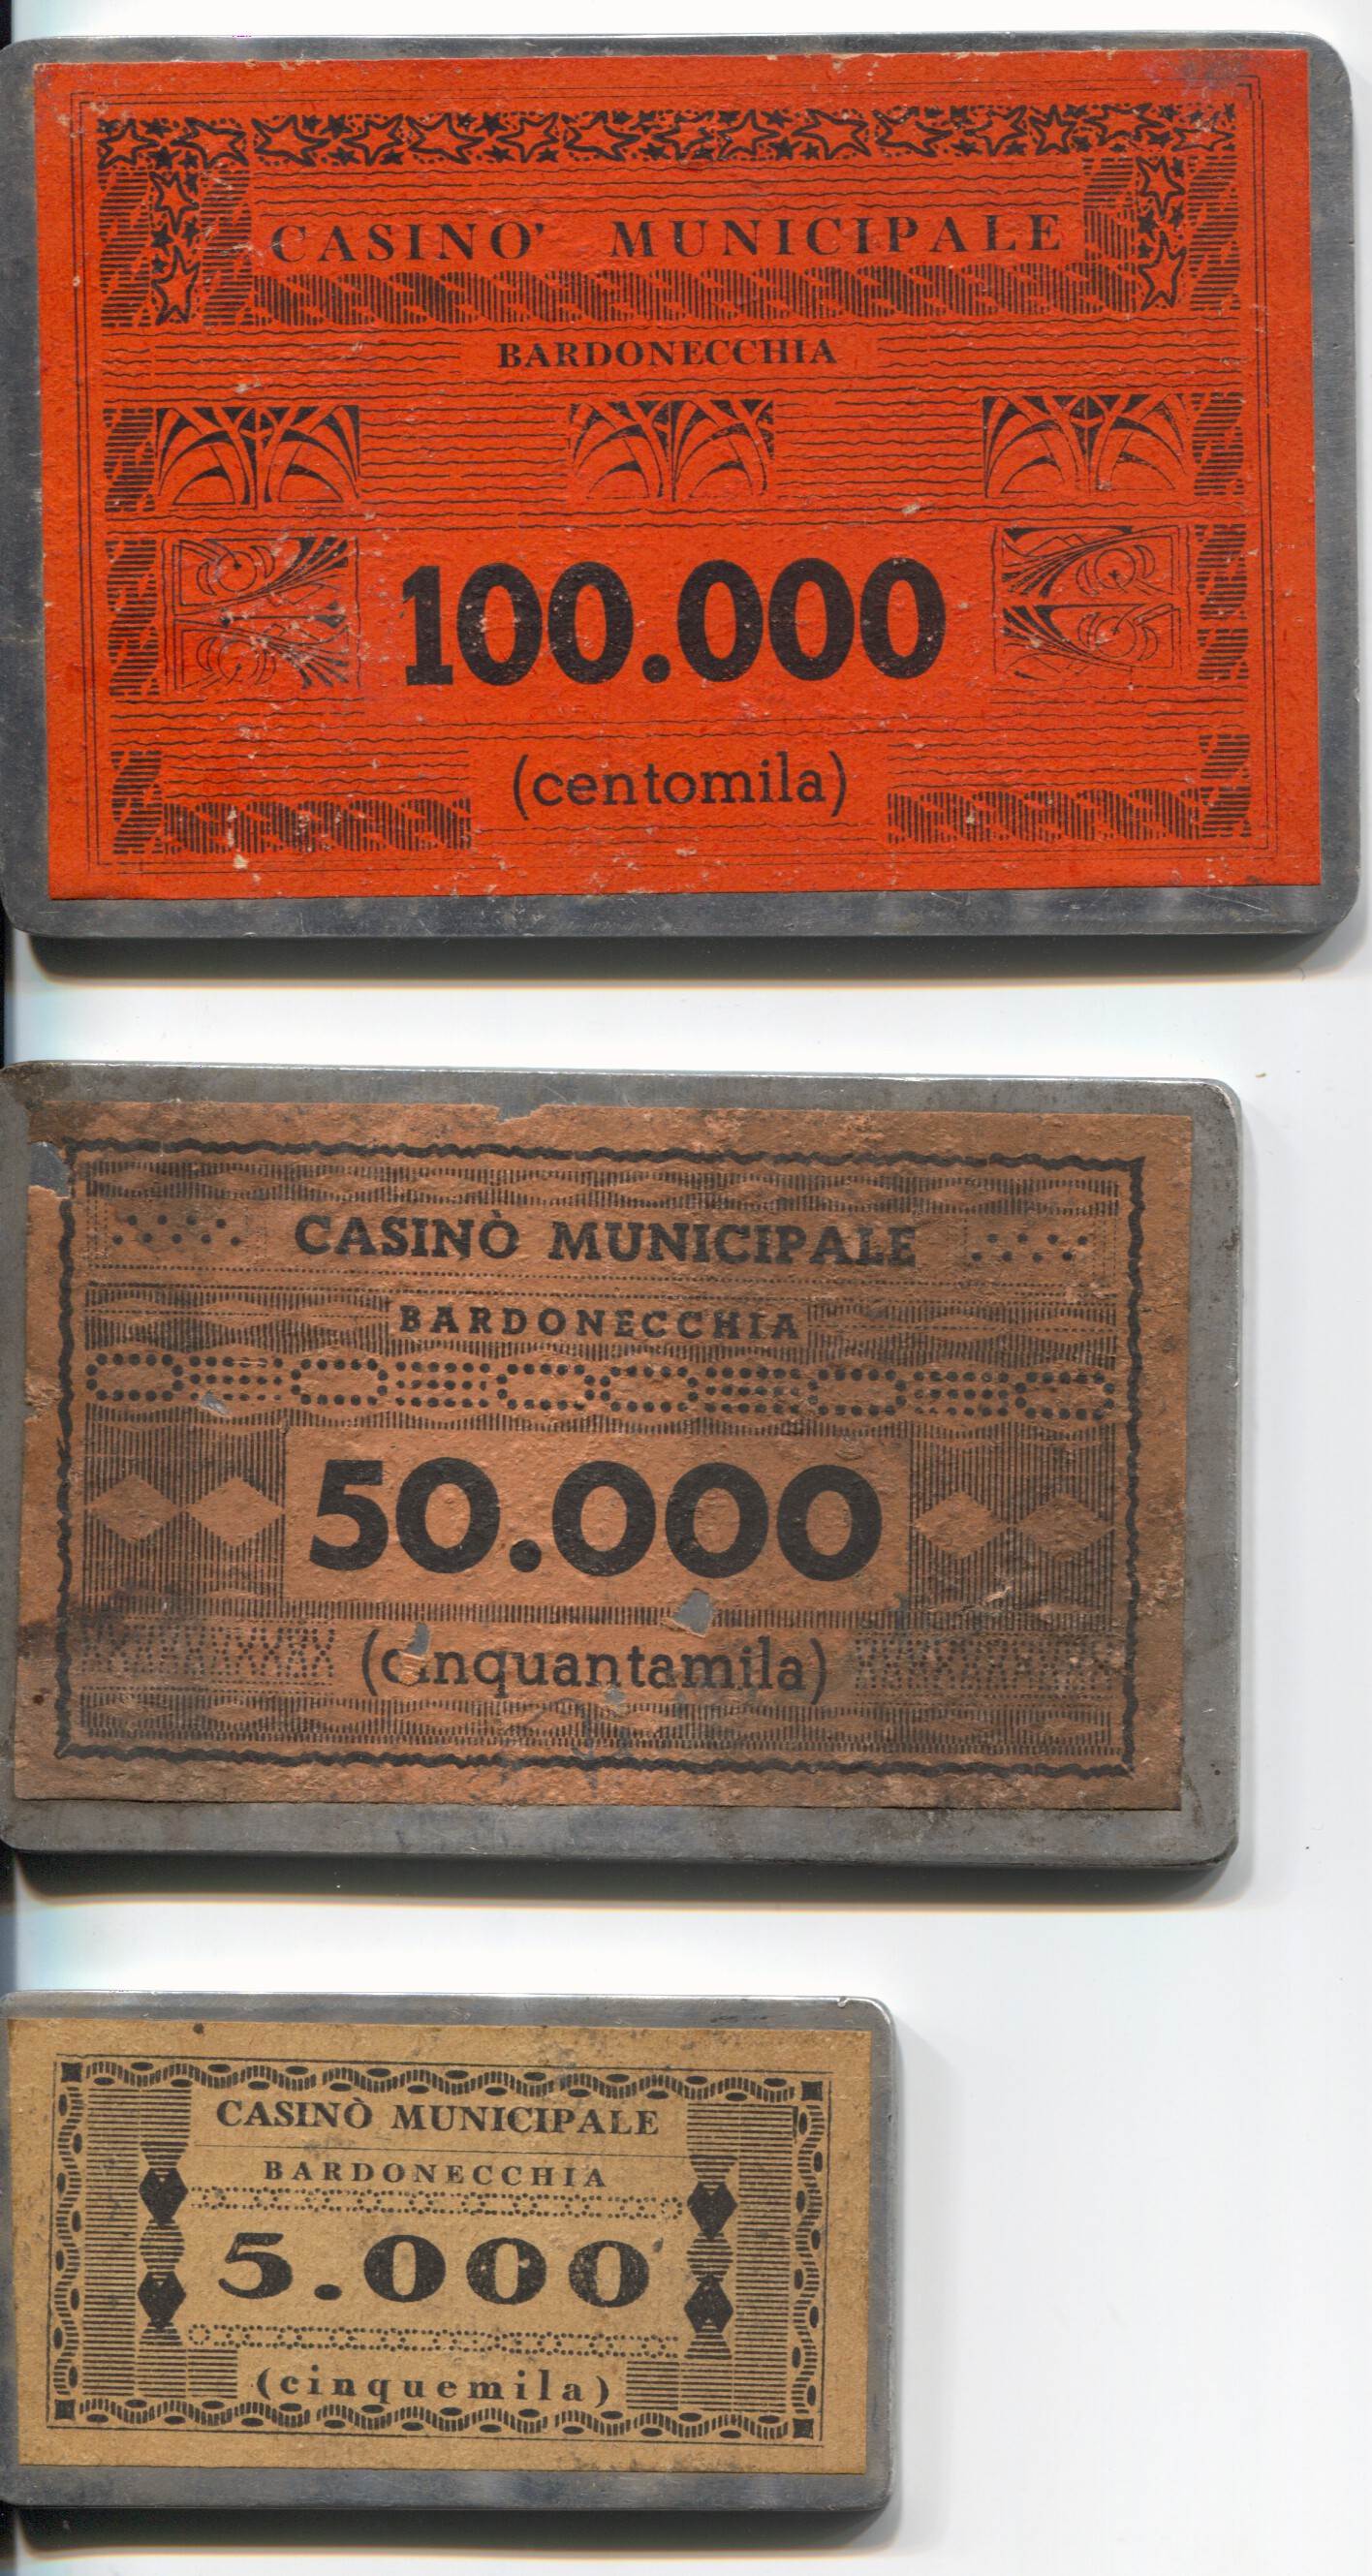 CASINO' MUNICIPALE
BARDONECCHIA
100.000
(centomila)
CASINÒ MUNICIPALE
BARDONECCHIA
50.000
(cinquantamila)
CASINÒ MUNICIPALE
BARDONECCHIA
5.000
(cinquemila)